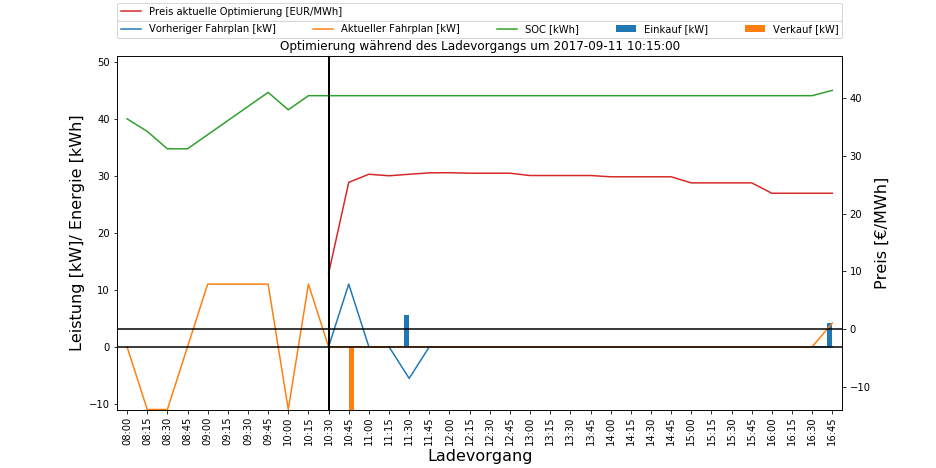 Preis aktuelle Optimierung [EUR/MWh]
Vorheriger Fahrplan [kW] Aktueller Fahrplan [kW] SOC [kWh] Einkauf [kW] Verkauf [kW]
Optimierung während des Ladevorgangs um 2017-09-11 10:15:00
Leistung [kW]/ Energie [kWh]
50
40
30
20
10
0
−10
40
30
20
10
0
−10
Preis [€/MWh]
08:00 08:15 08:30 08:45 09:00 09:15 09:30 09:45 10:00 10:15 10:30 10:45 11:00 11:15 11:30 11:45 12:00 12:15 12:30 12:45 13:00 13:15 13:30 13:45 14:00 14:15 14:30 14:45 15:00 15:15 15:30 15:45 16:00 16:15 16:30 16:45
Ladevorgang